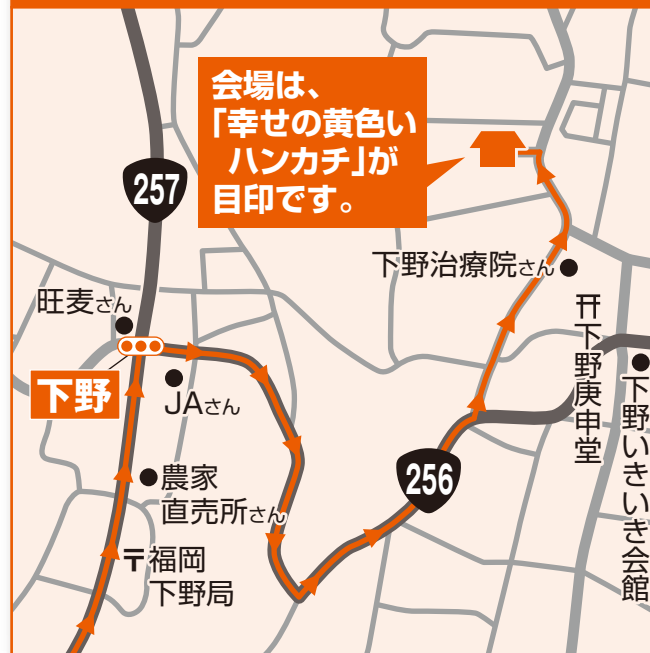 会場は、
「幸せの黄色い
ハンカチ」が
目印です。
257
下野治療院さん
旺麦さん
下野
JAさん
農家
直売所さん
〒福岡
下野局
256
下野庚申堂
下野いきいき会館